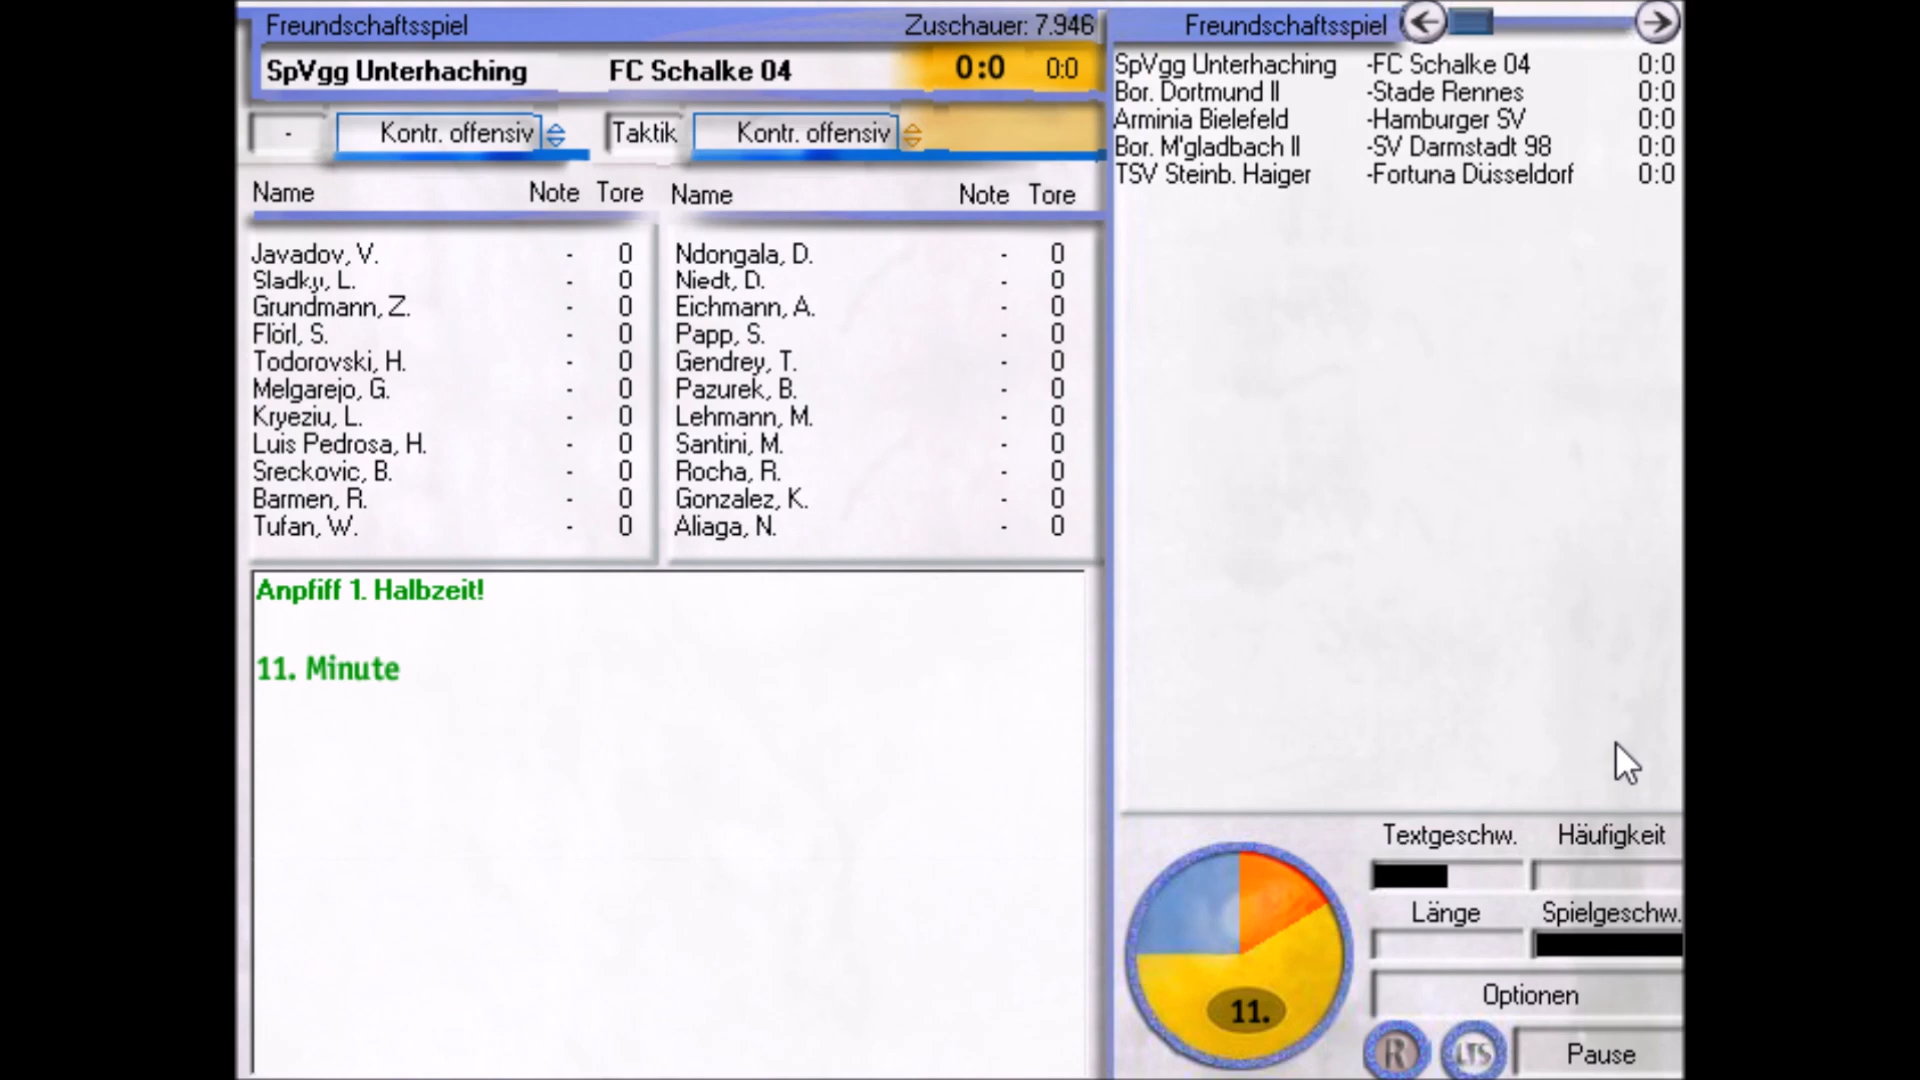 Freundschaftsspiel Zuschauer: 7.946
SpVgg Unterhaching FC Schalke 04 0:0 0:0
- Kontr. offensiv Taktik Kontr. offensiv
Name Note Tore Name Note Tore
Javadov, V. - 0 Ndongala, D. - 0
Sladky, L. - 0 Niedt, D. - 0
Grundmann, Z. - 0 Eichmann, A. - 0
Flörl, S. - 0 Papp, S. - 0
Todorovski, H. - 0 Gendrey, T. - 0
Melgarejo, G. - 0 Pazurek, B. - 0
Kryeziu, L. - 0 Lehmann, M. - 0
Luis Pedrosa, H. - 0 Santini, M. - 0
Sreckovic, B. - 0 Rocha, R. - 0
Barmen, R. - 0 Gonzalez, K. - 0
Tufan, W. - 0 Aliaga, N. - 0
Anpfiff 1. Halbzeit!
11. Minute
Freundschaftsspiel
SpVgg Unterhaching -FC Schalke 04 0:0
Bor. Dortmund II -Stade Rennes 0:0
Arminia Bielefeld -Hamburger SV 0:0
Bor. M'gladbach II -SV Darmstadt 98 0:0
TSV Steinb. Haiger -Fortuna Düsseldorf 0:0
Textgeschw. Häufigkeit
Länge Spielgeschw.
11.
Optionen
R LTS Pause